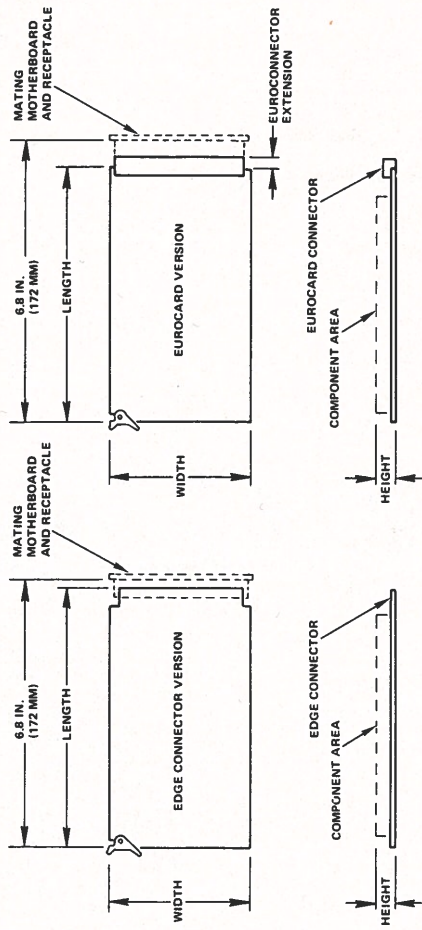 MATING
MOTHERBOARD
AND RECEPTACLE
6.8 IN.
(172 MM)
LENGTH
WIDTH
EDGE CONNECTOR VERSION
COMPONENT AREA
EDGE CONNECTOR
HEIGHT
MATING
MOTHERBOARD
AND RECEPTACLE
6.8 IN.
(172 MM)
LENGTH
WIDTH
EUROCARD VERSION
EUROCONNECTOR
EXTENSION
COMPONENT AREA
EUROCARD CONNECTOR
HEIGHT